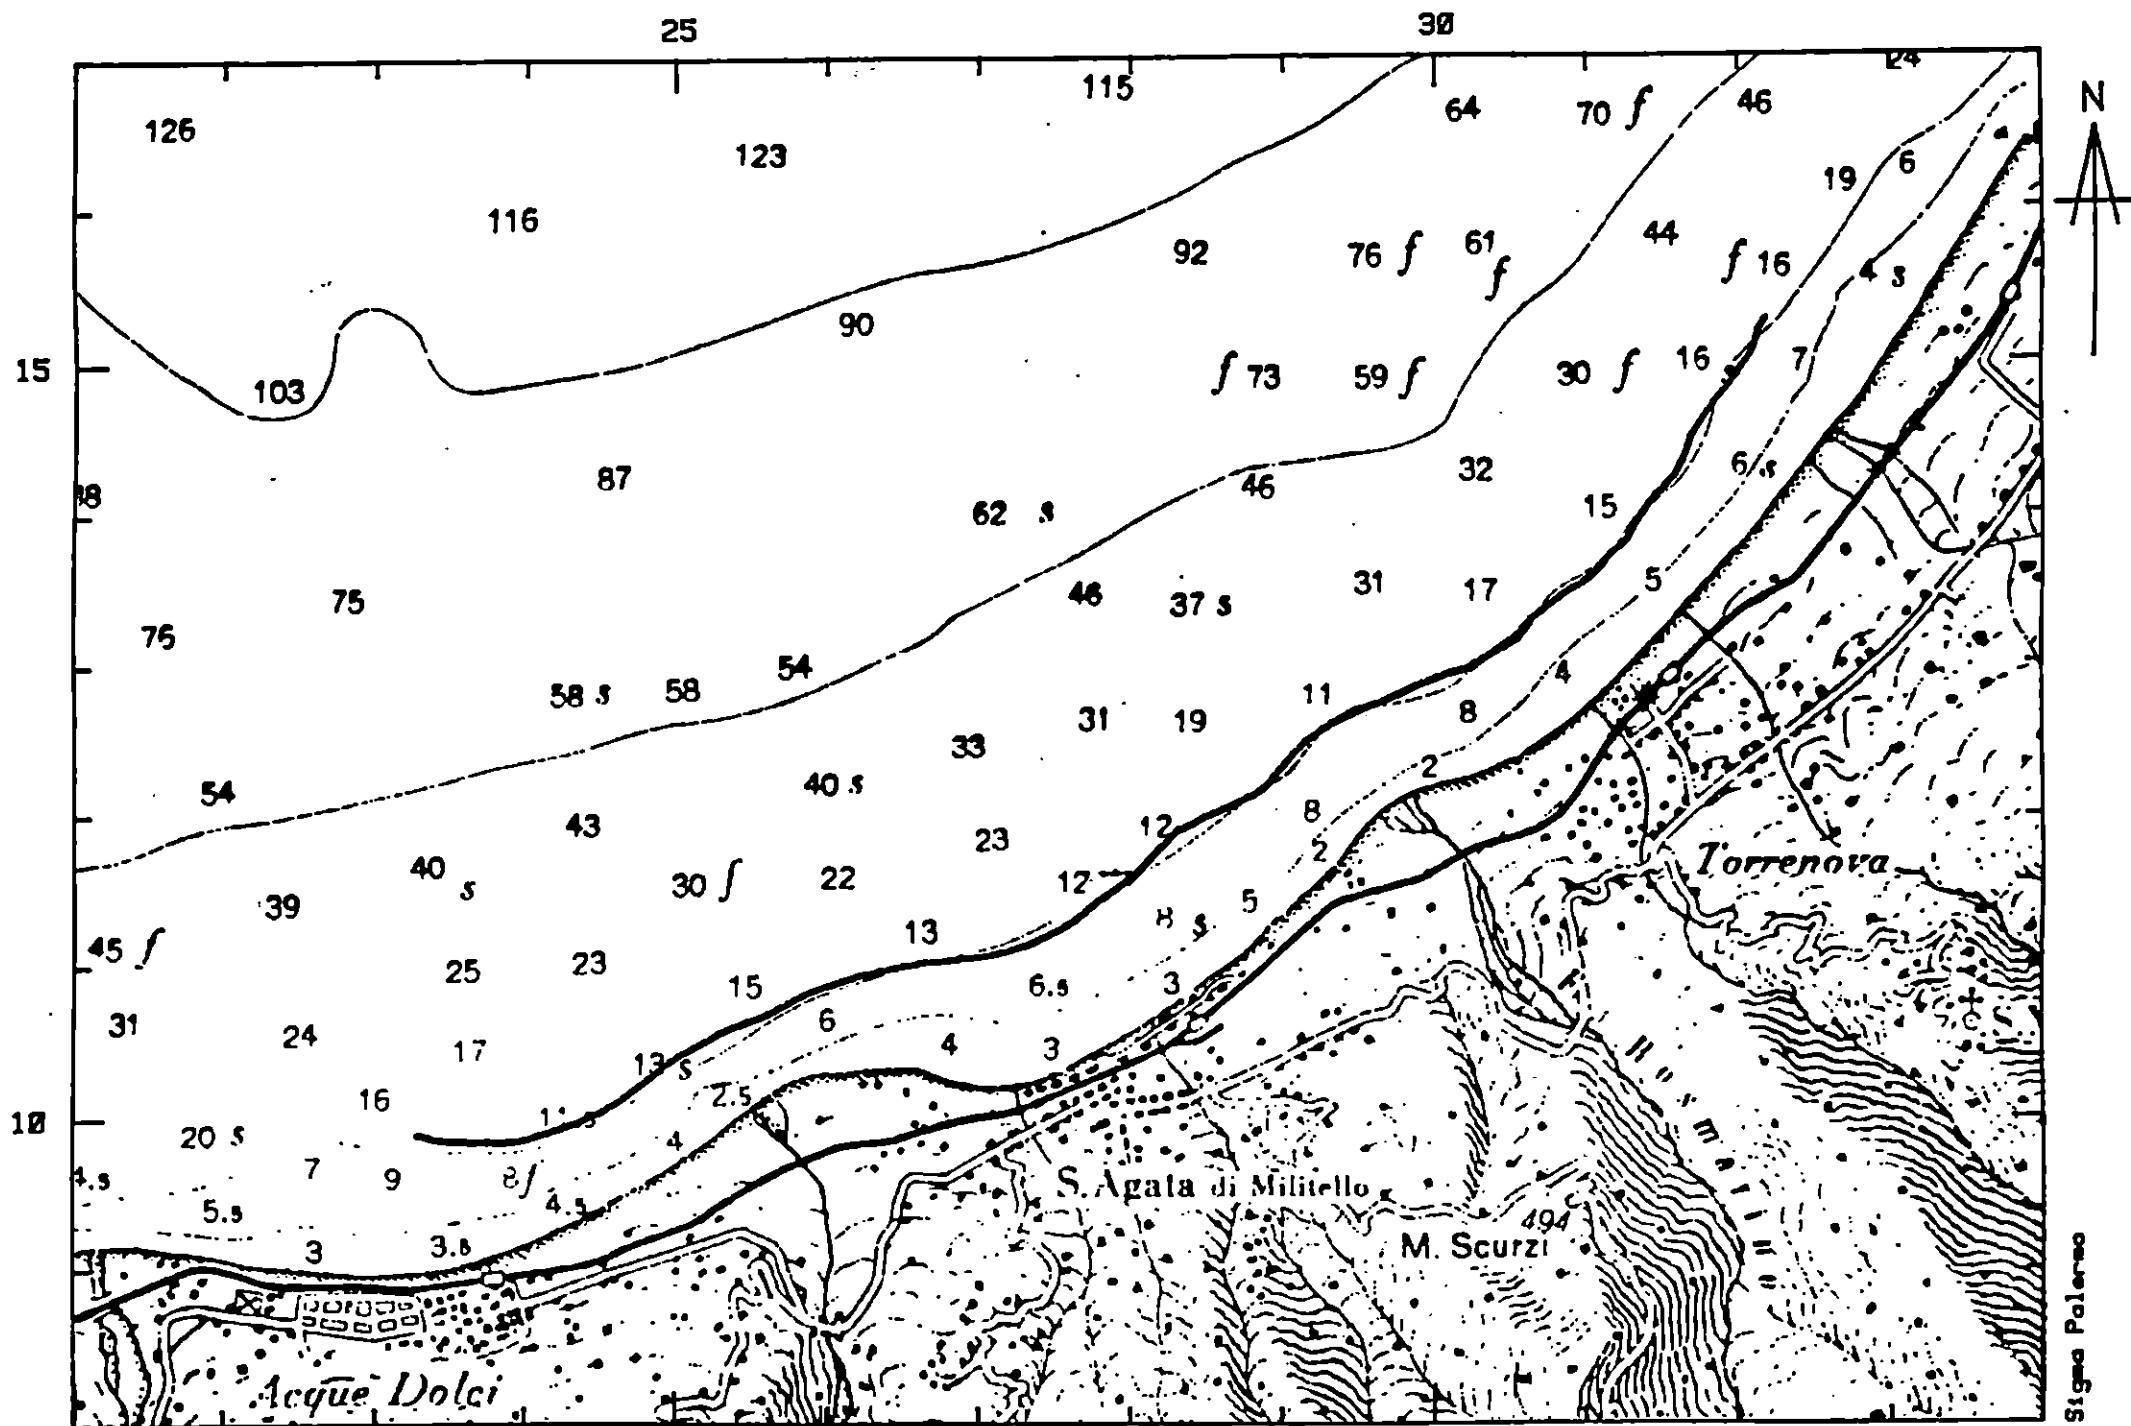 25 30
24
115
64 70 f 46
126
123
19 6
116
92 76 f 61 f 44 f 16
4 s
90
15
103
f 73 59 f 30 f 16 7
87
46 32
6 s
62 s
15
75
46 37 s 31 17 5
76
58 s 58 54
4
11
31 19 8
33
2
54
40 s
43
12 8
23
40 s
30 f 22 12
2
Torrenova
39
8 s 5
45 f
13
25 23
15 6.s 3
31
24
6
17
4 3
13 s
16
11 s
2.5
10
20 s
4
7 9 8 f
S. Agata di Militello
5.s
4.s
494
3 3.s
M. Scurzi
Rosmarino
Acque Dolci
N
Sigma Palermo